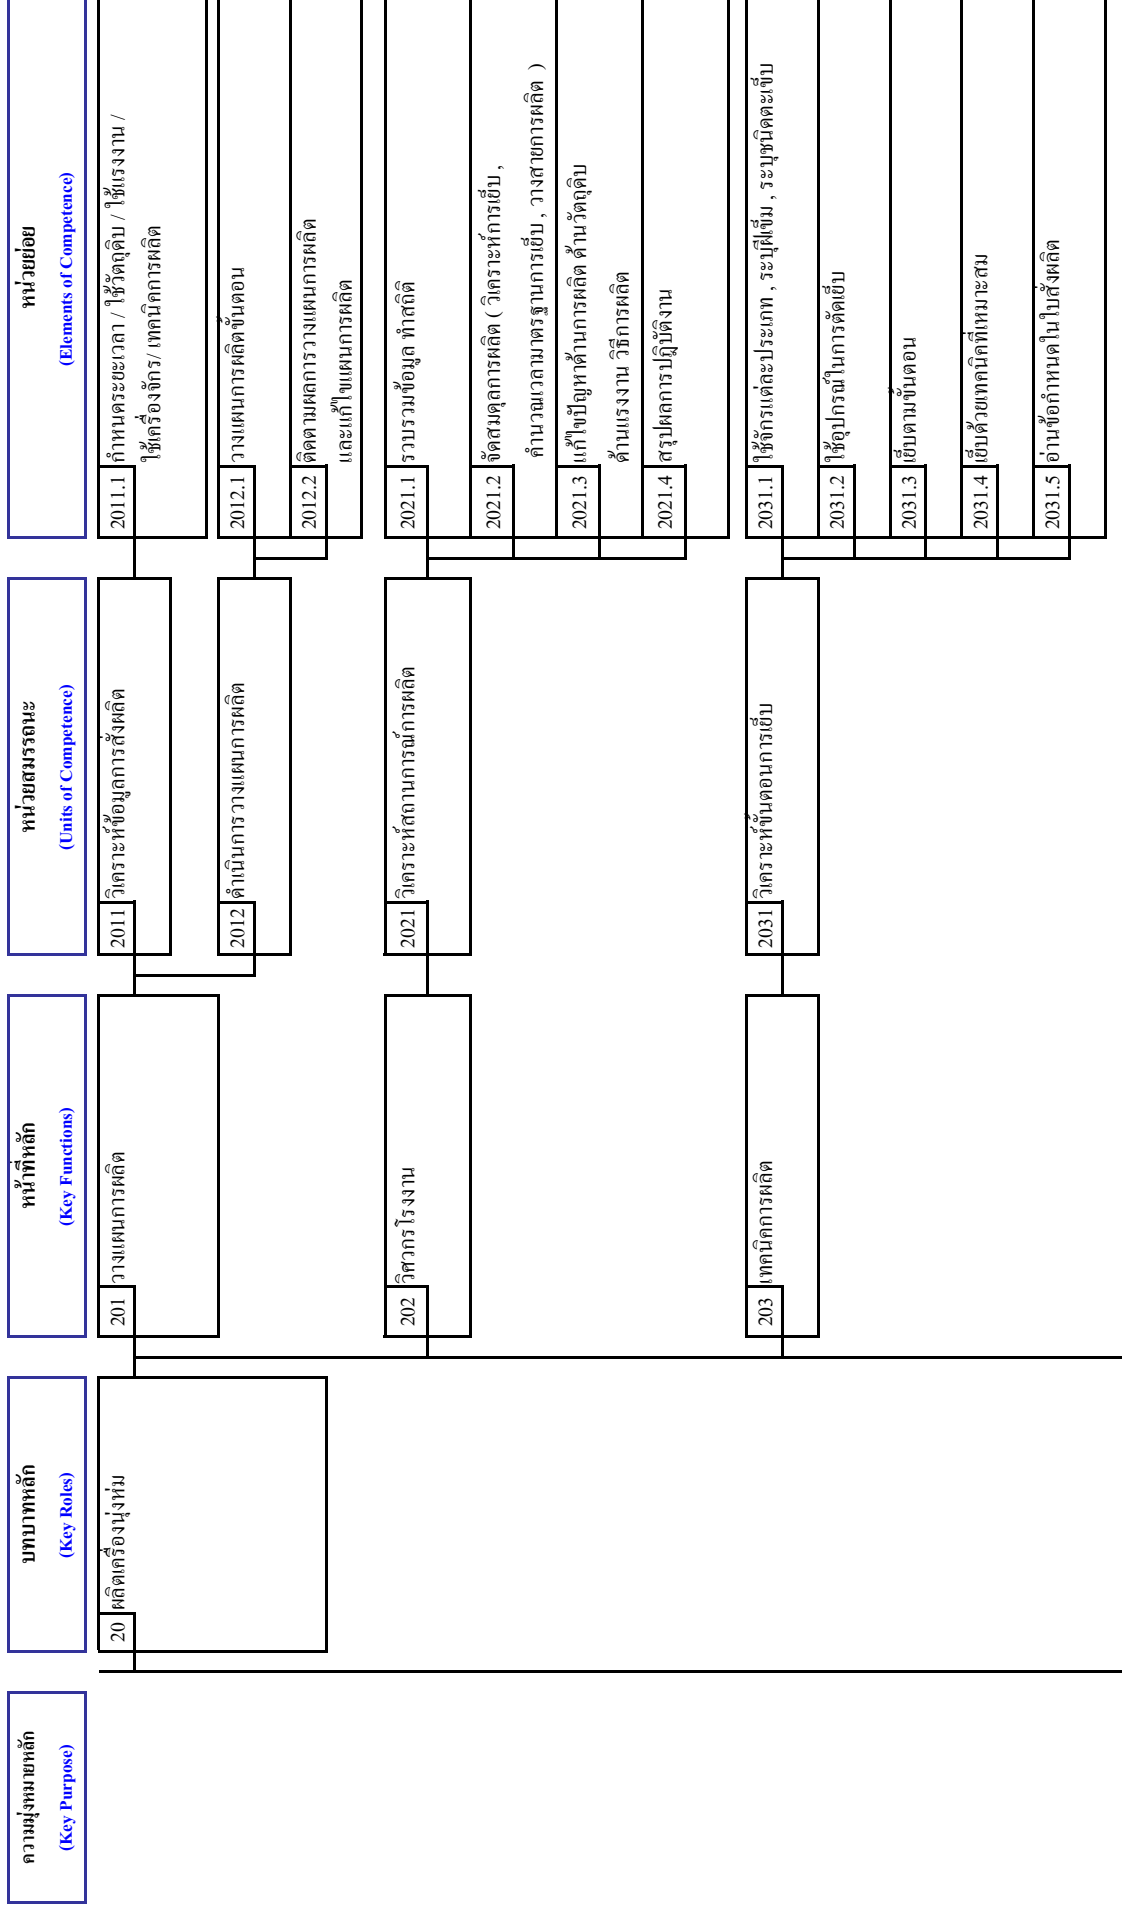 ความมุ่งหมายหลัก
(Key Purpose)
บทบาทหลัก
(Key Roles)
หน้าที่หลัก
(Key Functions)
หน่วยสมรรถนะ
(Units of Competence)
หน่วยย่อย
(Elements of Competence)
20 ผลิตเครื่องนุ่งห่ม
201 วางแผนการผลิต
2011 วิเคราะห์ข้อมูลการสั่งผลิต
2011.1 กำหนดระยะเวลา / ใช้วัตถุดิบ / ใช้แรงงาน /
ใช้เครื่องจักร/ เทคนิคการผลิต
2012 ดำเนินการวางแผนการผลิต
2012.1 วางแผนการผลิตขั้นตอน
2012.2 ติดตามผลการวางแผนการผลิต
และแก้ไขแผนการผลิต
202 วิศวกรโรงงาน
2021 วิเคราะห์สถานการณ์การผลิต
2021.1 รวบรวมข้อมูล ทำสถิติ
2021.2 จัดสมดุลการผลิต ( วิเคราะห์การเย็บ ,
คำนวณเวลามาตรฐานการเย็บ , วางสายการผลิต )
2021.3 แก้ไขปัญหาด้านการผลิต ด้านวัตถุดิบ
ด้านแรงงาน วิธีการผลิต
2021.4 สรุปผลการปฏิบัติงาน
203 เทคนิคการผลิต
2031 วิเคราะห์ขั้นตอนการเย็บ
2031.1 ใช้จักรแต่ละประเภท , ระบุฝีเข็ม , ระบุชนิดตะเข็บ
2031.2 ใช้อุปกรณ์ในการตัดเย็บ
2031.3 เย็บตามขั้นตอน
2031.4 เย็บด้วยเทคนิคที่เหมาะสม
2031.5 อ่านข้อกำหนดในใบสั่งผลิต